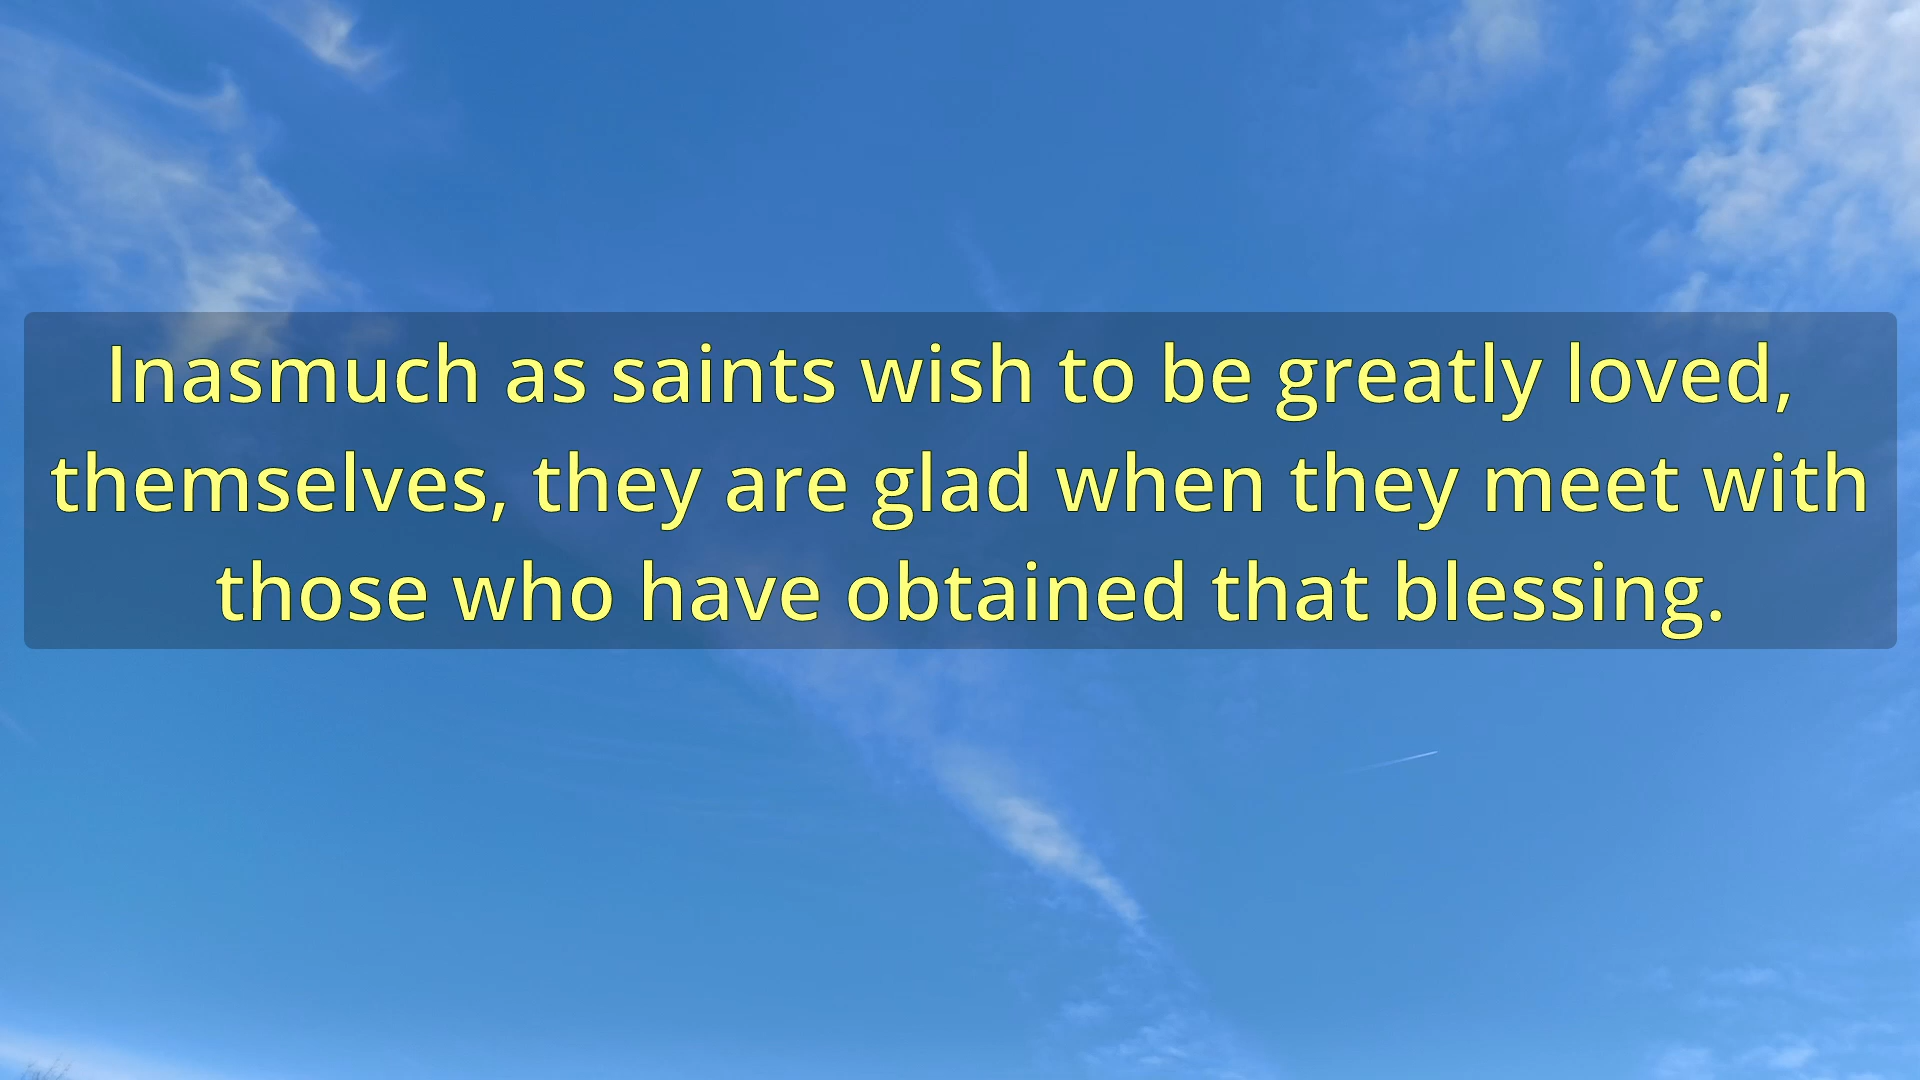 Inasmuch as saints wish to be greatly loved,
themselves, they are glad when they meet with
those who have obtained that blessing.